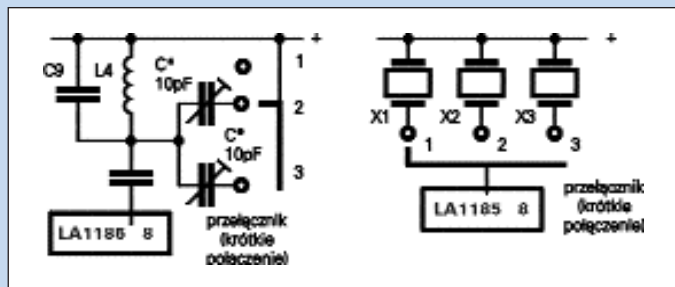 +
C9
L4
C*
10pF
1
2
C*
10pF
3
przełącznik
(krótkie
połączenie)
LA1186 8
+
X1
X2
X3
1
2
3
przełącznik
(krótkie
połączenie)
LA1185 8